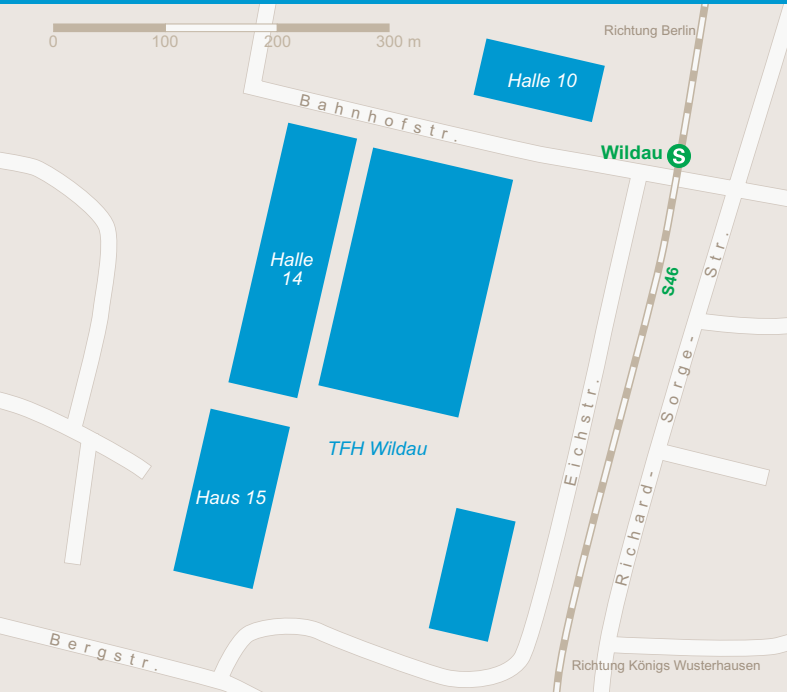 Richtung Berlin
0 100 200 300 m
Halle 10
Bahnhofstr.
Wildau S
Halle
14
Str.
S46
Sorge-
Eichstr.
TFH Wildau
Haus 15
Richard-
Bergstr.
Richtung Königs Wusterhausen